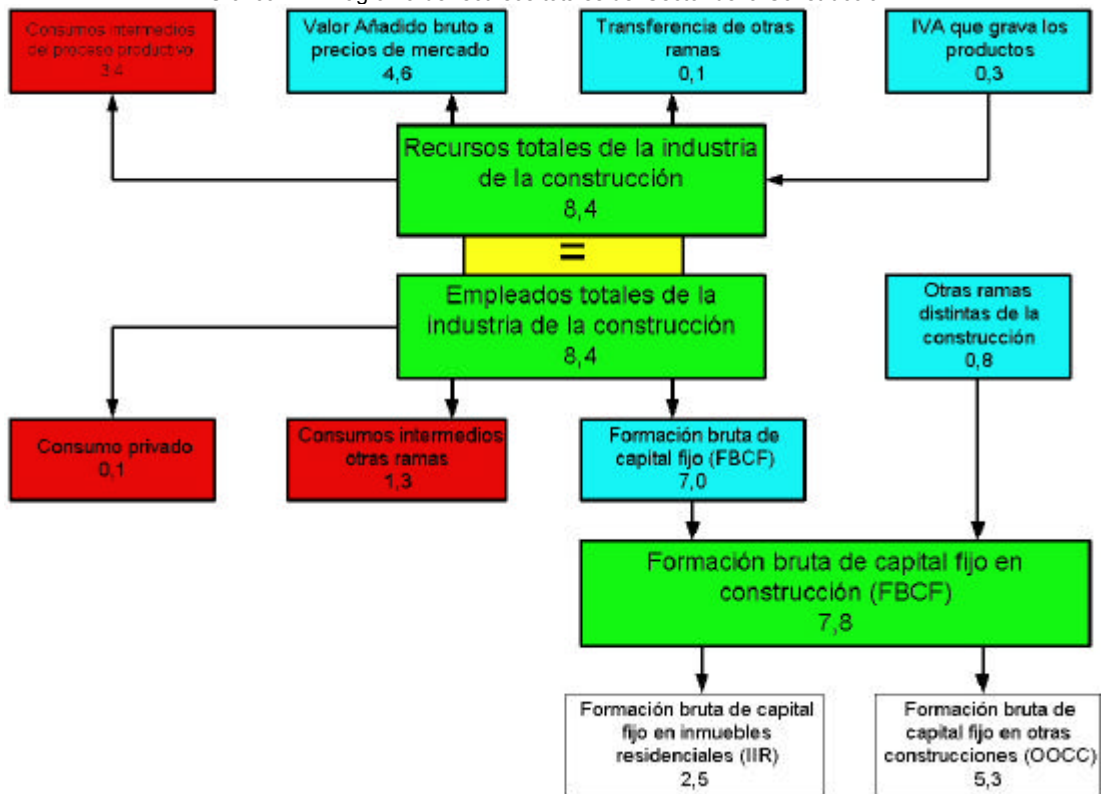 Consumos intermedios
del proceso productivo
3,4
Valor Añadido bruto a
precios de mercado
4,6
Transferencia de otras
ramas
0,1
IVA que grava los
productos
0,3
Recursos totales de la industria
de la construcción
8,4
=
Empleados totales de la
industria de la construcción
8,4
Otras ramas
distintas de la
construcción
0,8
Consumo privado
0,1
Consumos intermedios
otras ramas
1,3
Formación bruta de
capital fijo (FBCF)
7,0
Formación bruta de capital fijo en
construcción (FBCF)
7,8
Formación bruta de capital
fijo en inmuebles
residenciales (IIR)
2,5
Formación bruta de
capital fijo en otras
construcciones (OOCC)
5,3